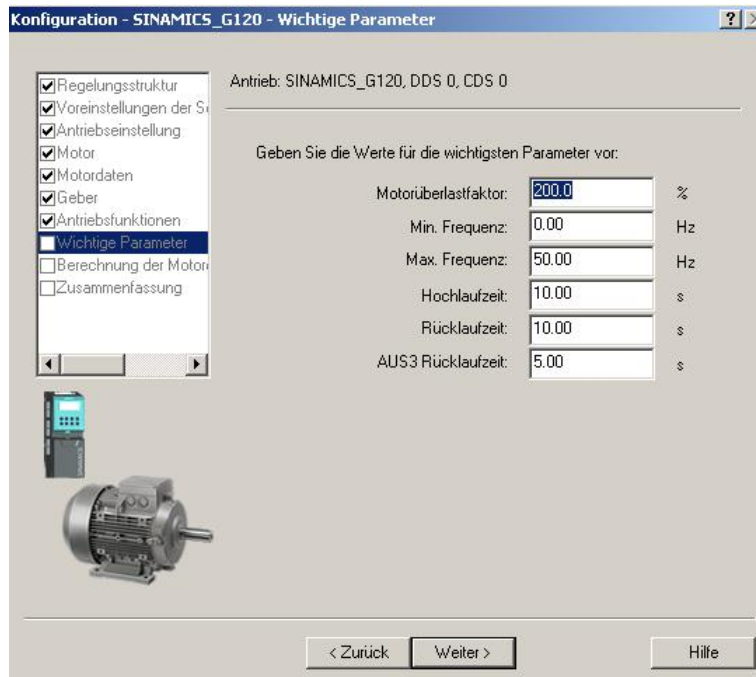 Konfiguration - SINAMICS_G120 - Wichtige Parameter
Regelungsstruktur
Voreinstellungen der S
Antriebseinstellung
Motor
Motordaten
Geber
Antriebsfunktionen
Wichtige Parameter
Berechnung der Motor
Zusammenfassung
Antrieb: SINAMICS_G120, DDS 0, CDS 0
Geben Sie die Werte für die wichtigsten Parameter vor:
Motorüberlastfaktor: 200.0 %
Min. Frequenz: 0.00 Hz
Max. Frequenz: 50.00 Hz
Hochlaufzeit: 10.00 s
Rücklaufzeit: 10.00 s
AUS3 Rücklaufzeit: 5.00 s
< Zurück Weiter > Hilfe